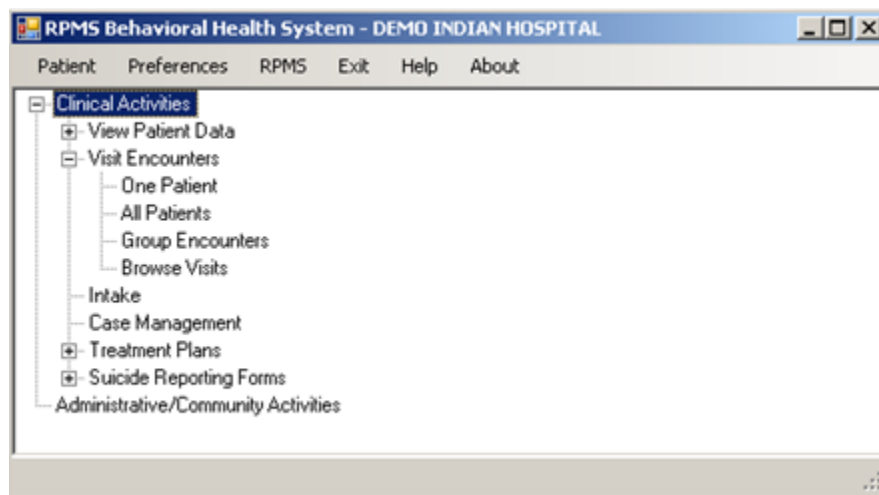 RPMS Behavioral Health System - DEMO INDIAN HOSPITAL
Patient Preferences RPMS Exit Help About
Clinical Activities
View Patient Data
Visit Encounters
One Patient
All Patients
Group Encounters
Browse Visits
Intake
Case Management
Treatment Plans
Suicide Reporting Forms
Administrative/Community Activities